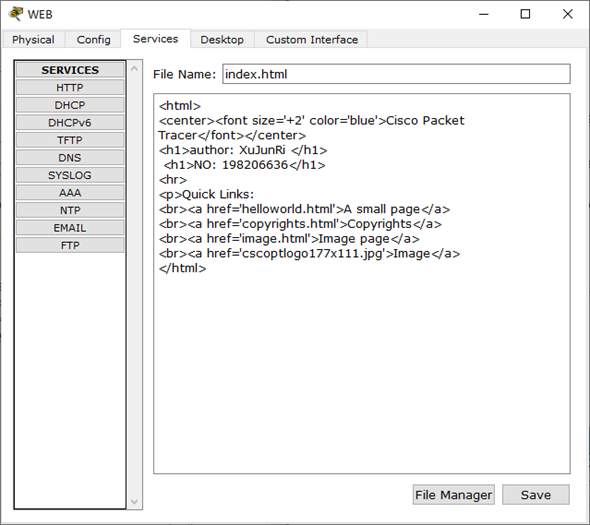 WEB
Physical Config Services Desktop Custom Interface
SERVICES
HTTP
DHCP
DHCPv6
TFTP
DNS
SYSLOG
AAA
NTP
EMAIL
FTP
File Name: index.html
<html>
<center><font size='+2' color='blue'>Cisco Packet
Tracer</font></center>
<h1>author: XuJunRi </h1>
 <h1>NO: 198206636</h1>
<hr>
<p>Quick Links:
<br><a href='helloworld.html'>A small page</a>
<br><a href='copyrights.html'>Copyrights</a>
<br><a href='image.html'>Image page</a>
<br><a href='cscoptlogo177x111.jpg'>Image</a>
</html>
File Manager Save